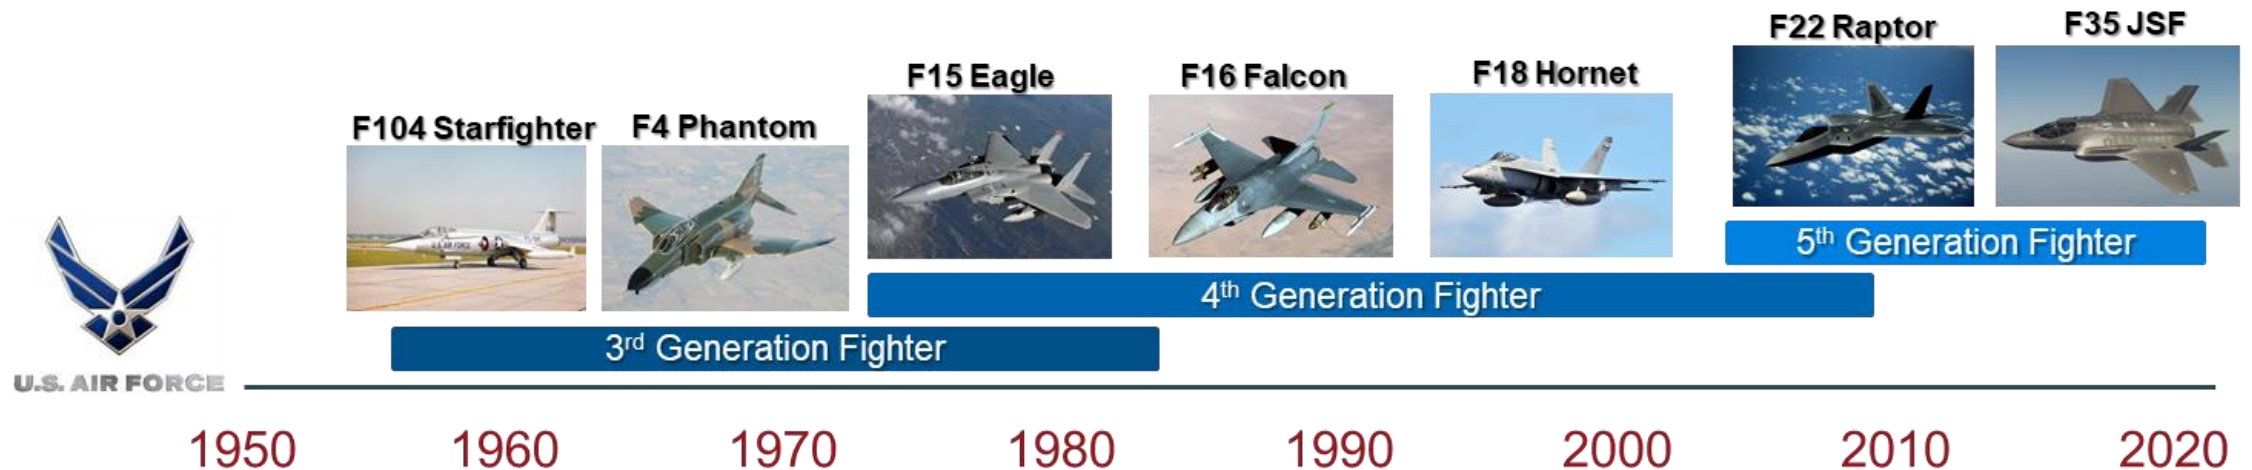 F22 Raptor
F35 JSF
F15 Eagle
F16 Falcon
F18 Hornet
F104 Starfighter
F4 Phantom
5th Generation Fighter
4th Generation Fighter
3rd Generation Fighter
U.S. AIR FORCE
1950 1960 1970 1980 1990 2000 2010 2020